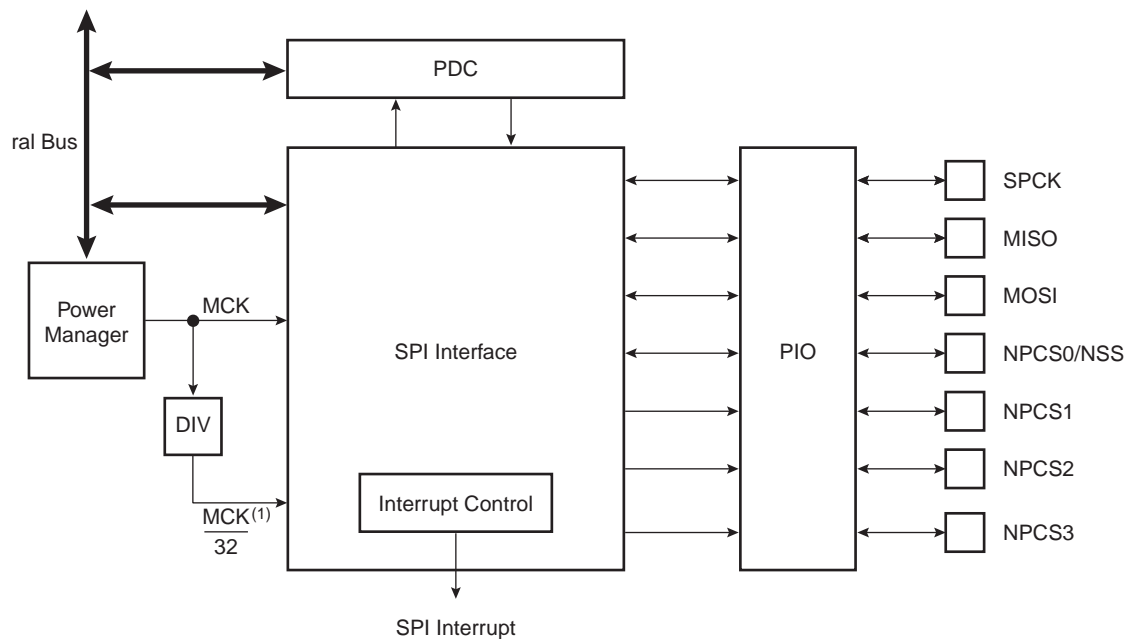 PDC
ral Bus
SPCK
MISO
Power
Manager
MCK
MOSI
SPI Interface
PIO
NPCS0/NSS
DIV
NPCS1
NPCS2
Interrupt Control
MCK(1)
32
NPCS3
SPI Interrupt